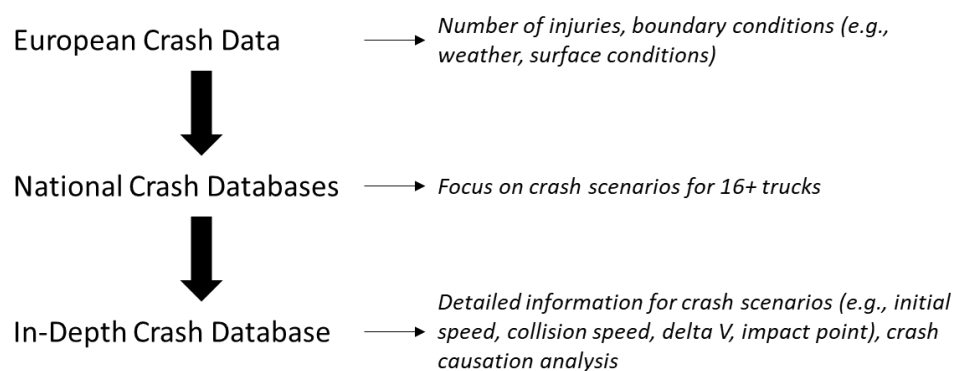 European Crash Data
Number of injuries, boundary conditions (e.g.,
weather, surface conditions)
National Crash Databases
Focus on crash scenarios for 16+ trucks
In-Depth Crash Database
Detailed information for crash scenarios (e.g., initial
speed, collision speed, delta V, impact point), crash
causation analysis